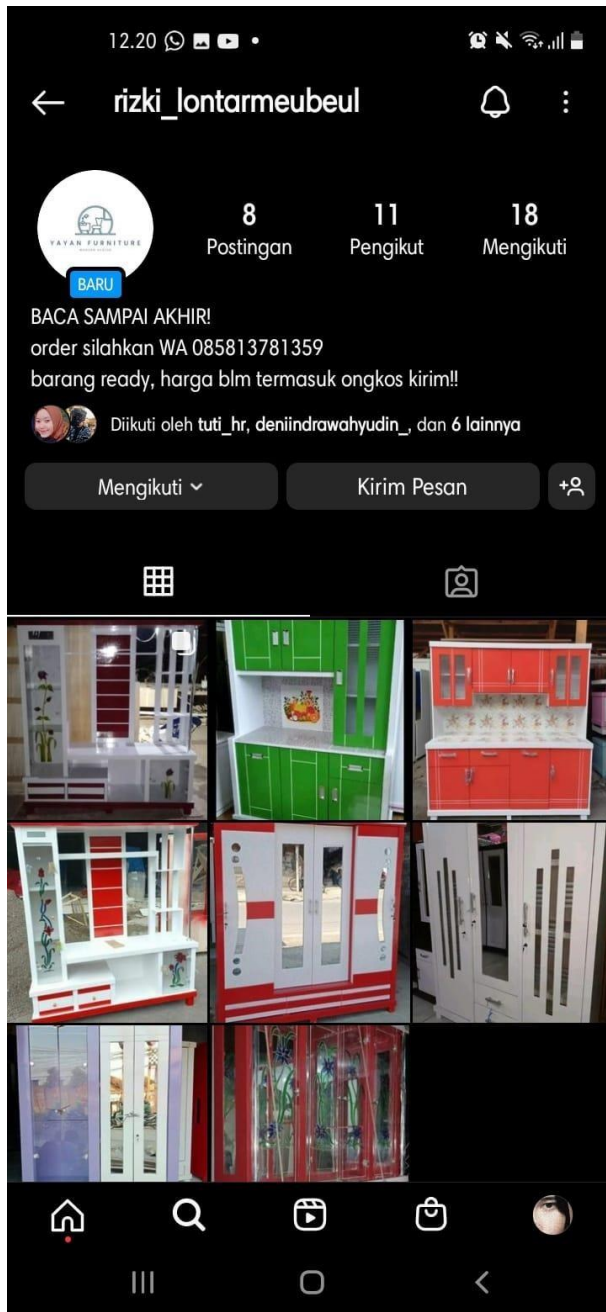 12.20
rizki_lontarmeubeul
8 11 18
Postingan Pengikut Mengikuti
YAYAN FURNITURE
BARU
BACA SAMPAI AKHIR!
order silahkan WA 085813781359
barang ready, harga blm termasuk ongkos kirim!!
Diikuti oleh tuti_hr, deniindrawahyudin_, dan 6 lainnya
Mengikuti Kirim Pesan